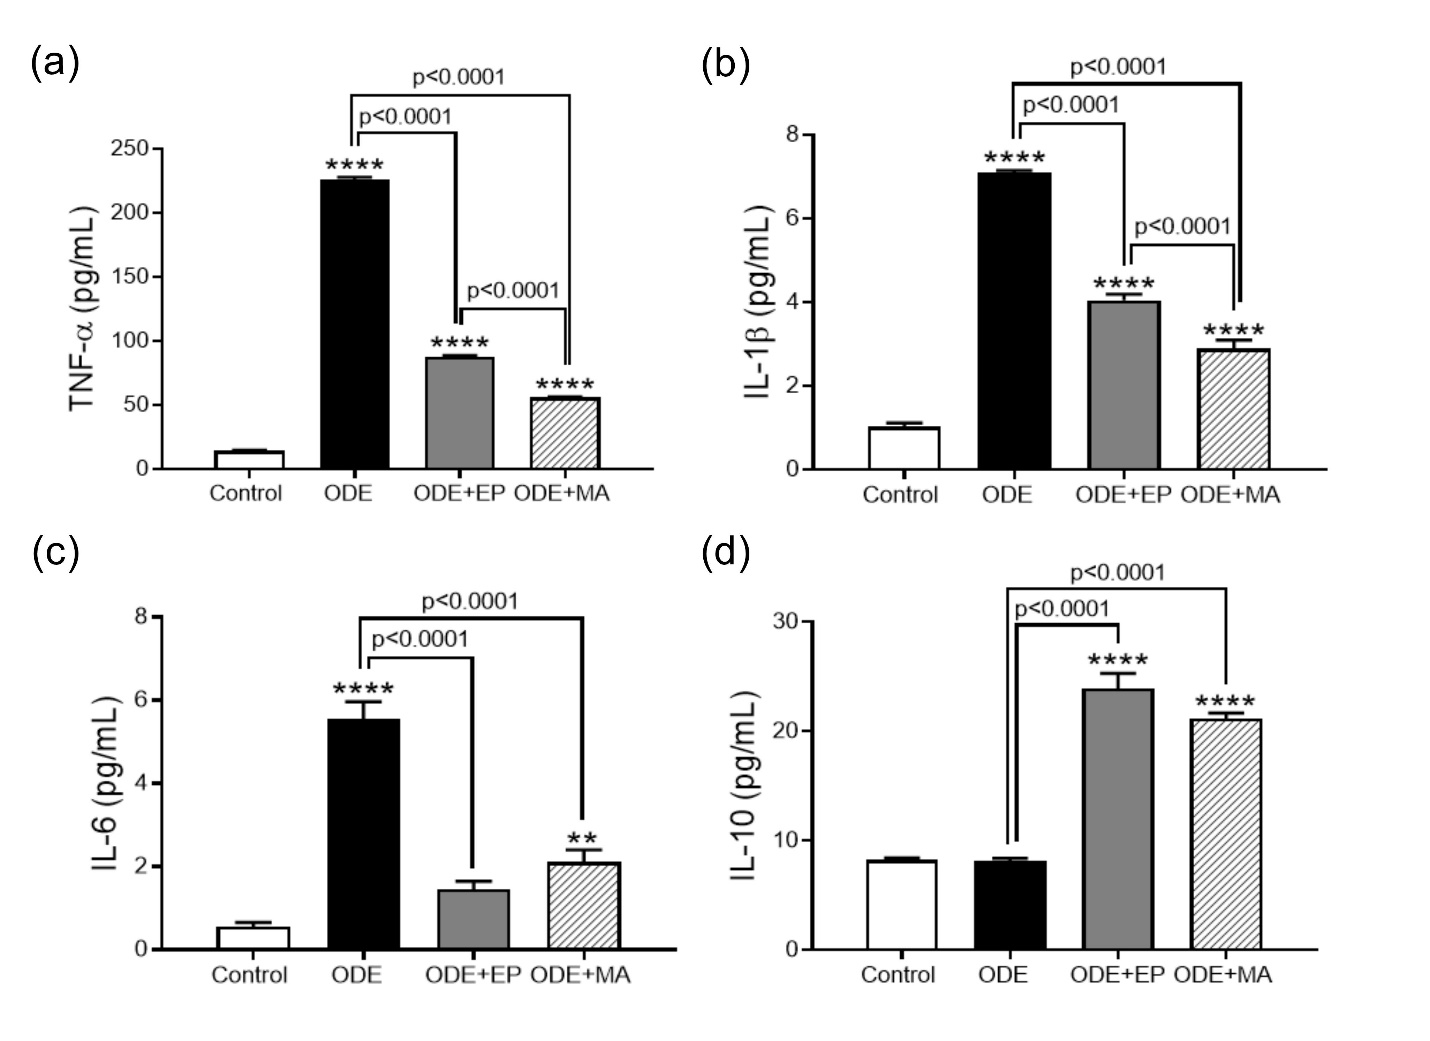 (a)
p<0.0001
p<0.0001
250
****
200
150
p<0.0001
100
****
****
50
0
TNF-α (pg/mL)
Control ODE ODE+EP ODE+MA
(b)
p<0.0001
p<0.0001
8
****
6
p<0.0001
****
4
****
2
0
IL-1β (pg/mL)
Control ODE ODE+EP ODE+MA
(c)
p<0.0001
8
p<0.0001
****
6
4
**
2
0
IL-6 (pg/mL)
Control ODE ODE+EP ODE+MA
(d)
p<0.0001
p<0.0001
30
****
****
20
10
0
IL-10 (pg/mL)
Control ODE ODE+EP ODE+MA